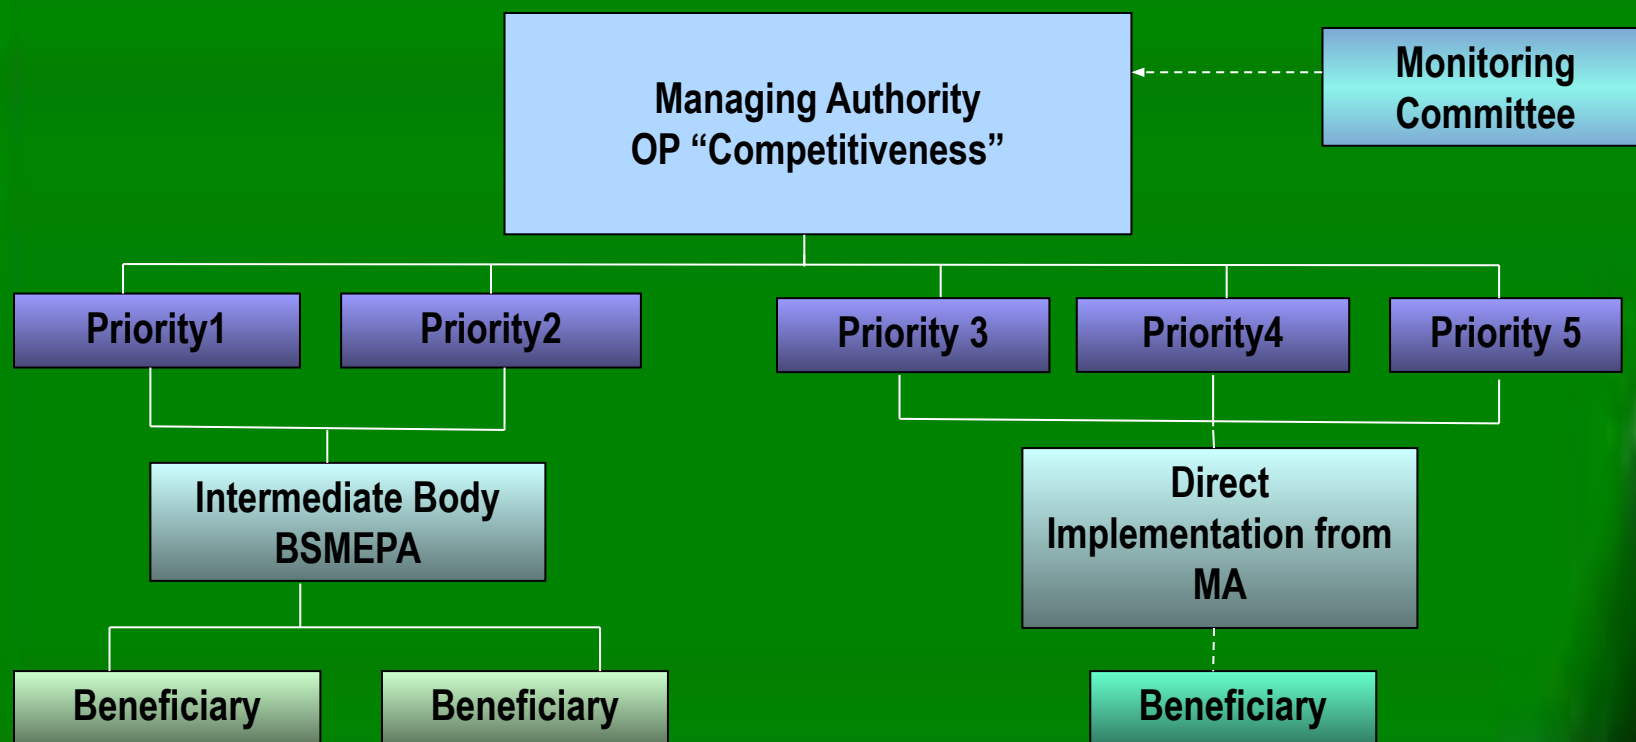 Managing Authority
OP “Competitiveness”
Monitoring
Committee
Priority1
Priority2
Priority 3
Priority4
Priority 5
Intermediate Body
BSMEPA
Direct
Implementation from
MA
Beneficiary
Beneficiary
Beneficiary